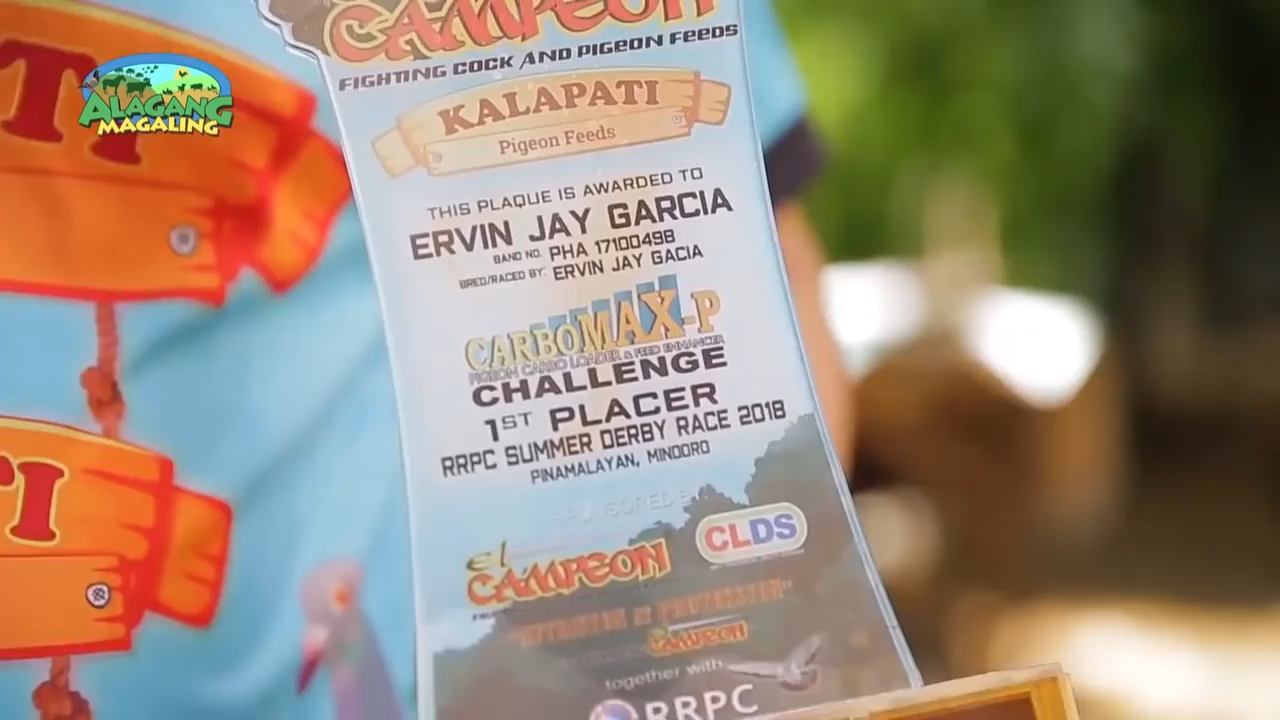 ALAGANG
MAGALING
CAMPEON
FIGHTING COCK AND PIGEON FEEDS
KALAPATI
Pigeon Feeds
THIS PLAQUE IS AWARDED TO
ERVIN JAY GARCIA
BAND NO. PHA 17100498
BRED/RACED BY: ERVIN JAY GACIA
CARBOMAX-P
PIGEON CARBO LOADER & FEED ENHANCER
CHALLENGE
1ST PLACER
RRPC SUMMER DERBY RACE 2018
PINAMALAYAN, MINDORO
SPONSORED BY
El
CAMPEON
CLDS
CAMPEON
together with
RRPC